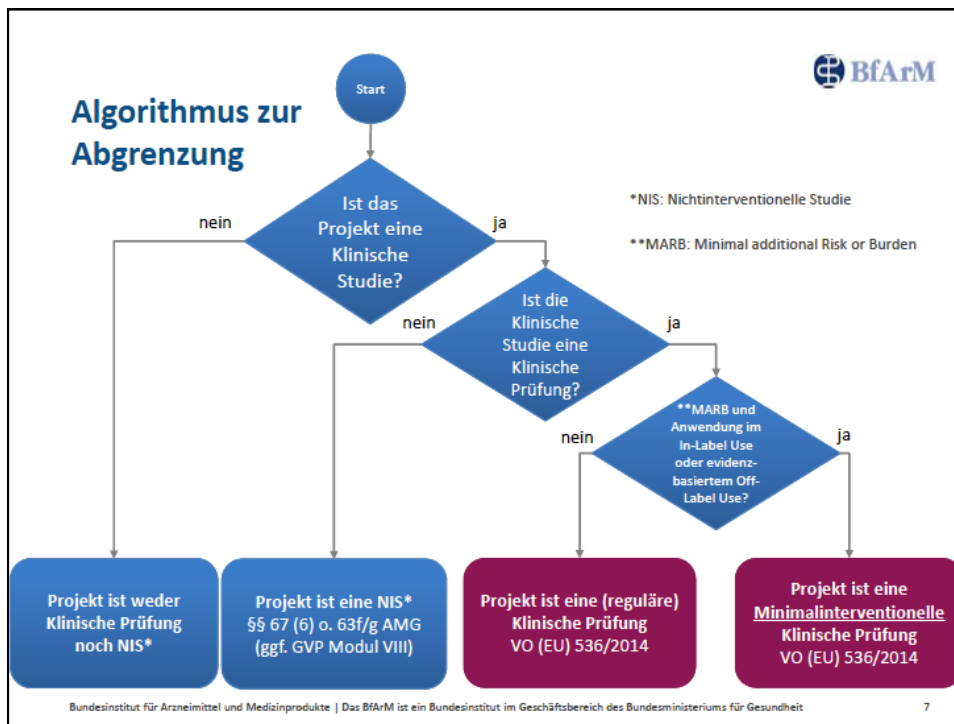 BfArM
Algorithmus zur
Abgrenzung
Start
*NIS: Nichtinterventionelle Studie
**MARB: Minimal additional Risk or Burden
Ist das
Projekt eine
Klinische
Studie?
nein
ja
Ist die
Klinische
Studie eine
Klinische
Prüfung?
nein
ja
**MARB und
Anwendung im
In-Label Use
oder evidenz-
basiertem Off-
Label Use?
nein
ja
Projekt ist weder
Klinische Prüfung
noch NIS*
Projekt ist eine NIS*
§§ 67 (6) o. 63f/g AMG
(ggf. GVP Modul VIII)
Projekt ist eine (reguläre)
Klinische Prüfung
VO (EU) 536/2014
Projekt ist eine
Minimalinterventionelle
Klinische Prüfung
VO (EU) 536/2014
Bundesinstitut für Arzneimittel und Medizinprodukte | Das BfArM ist ein Bundesinstitut im Geschäftsbereich des Bundesministeriums für Gesundheit
7